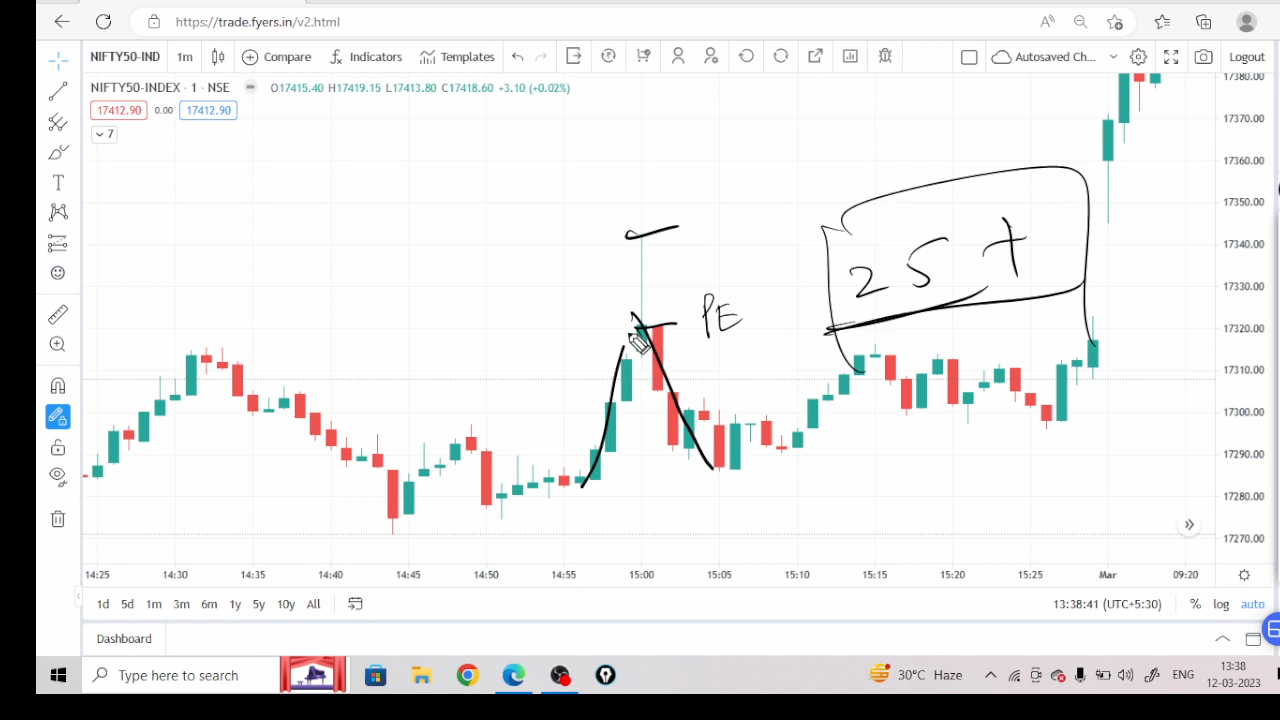 https://trade.fyers.in/v2.html
NIFTY50-IND 1m Compare Indicators Templates Autosaved Ch... Logout
NIFTY50-INDEX · 1 · NSE O17415.40 H17419.15 L17413.80 C17418.60 +3.10 (+0.02%)
17412.90 0.00 17412.90
7
17380.00
17370.00
17360.00
17350.00
17340.00
17330.00
17320.00
17310.00
17300.00
17290.00
17280.00
17270.00
25+
PE
14:25 14:30 14:35 14:40 14:45 14:50 14:55 15:00 15:05 15:10 15:15 15:20 15:25 Mar 09:20
1d 5d 1m 3m 6m 1y 5y 10y All 13:38:41 (UTC+5:30) % log auto
Dashboard
Type here to search 30°C Haze ENG 13:38
12-03-2023